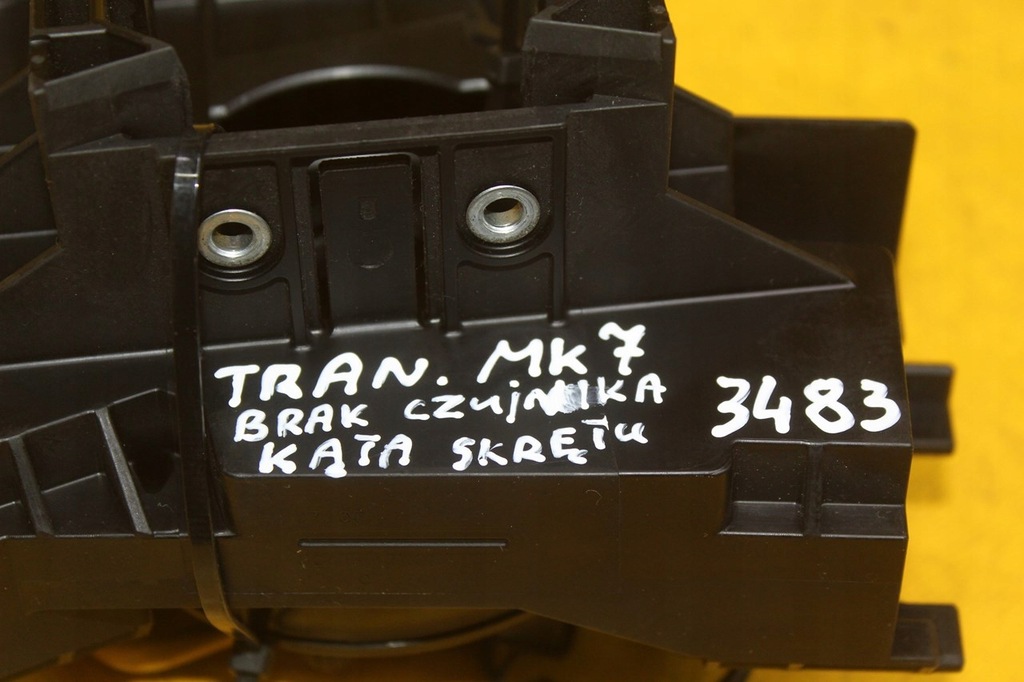 TRAN. MK7
BRAK CZUJNIKA
KĄTA SKRĘTU
3483